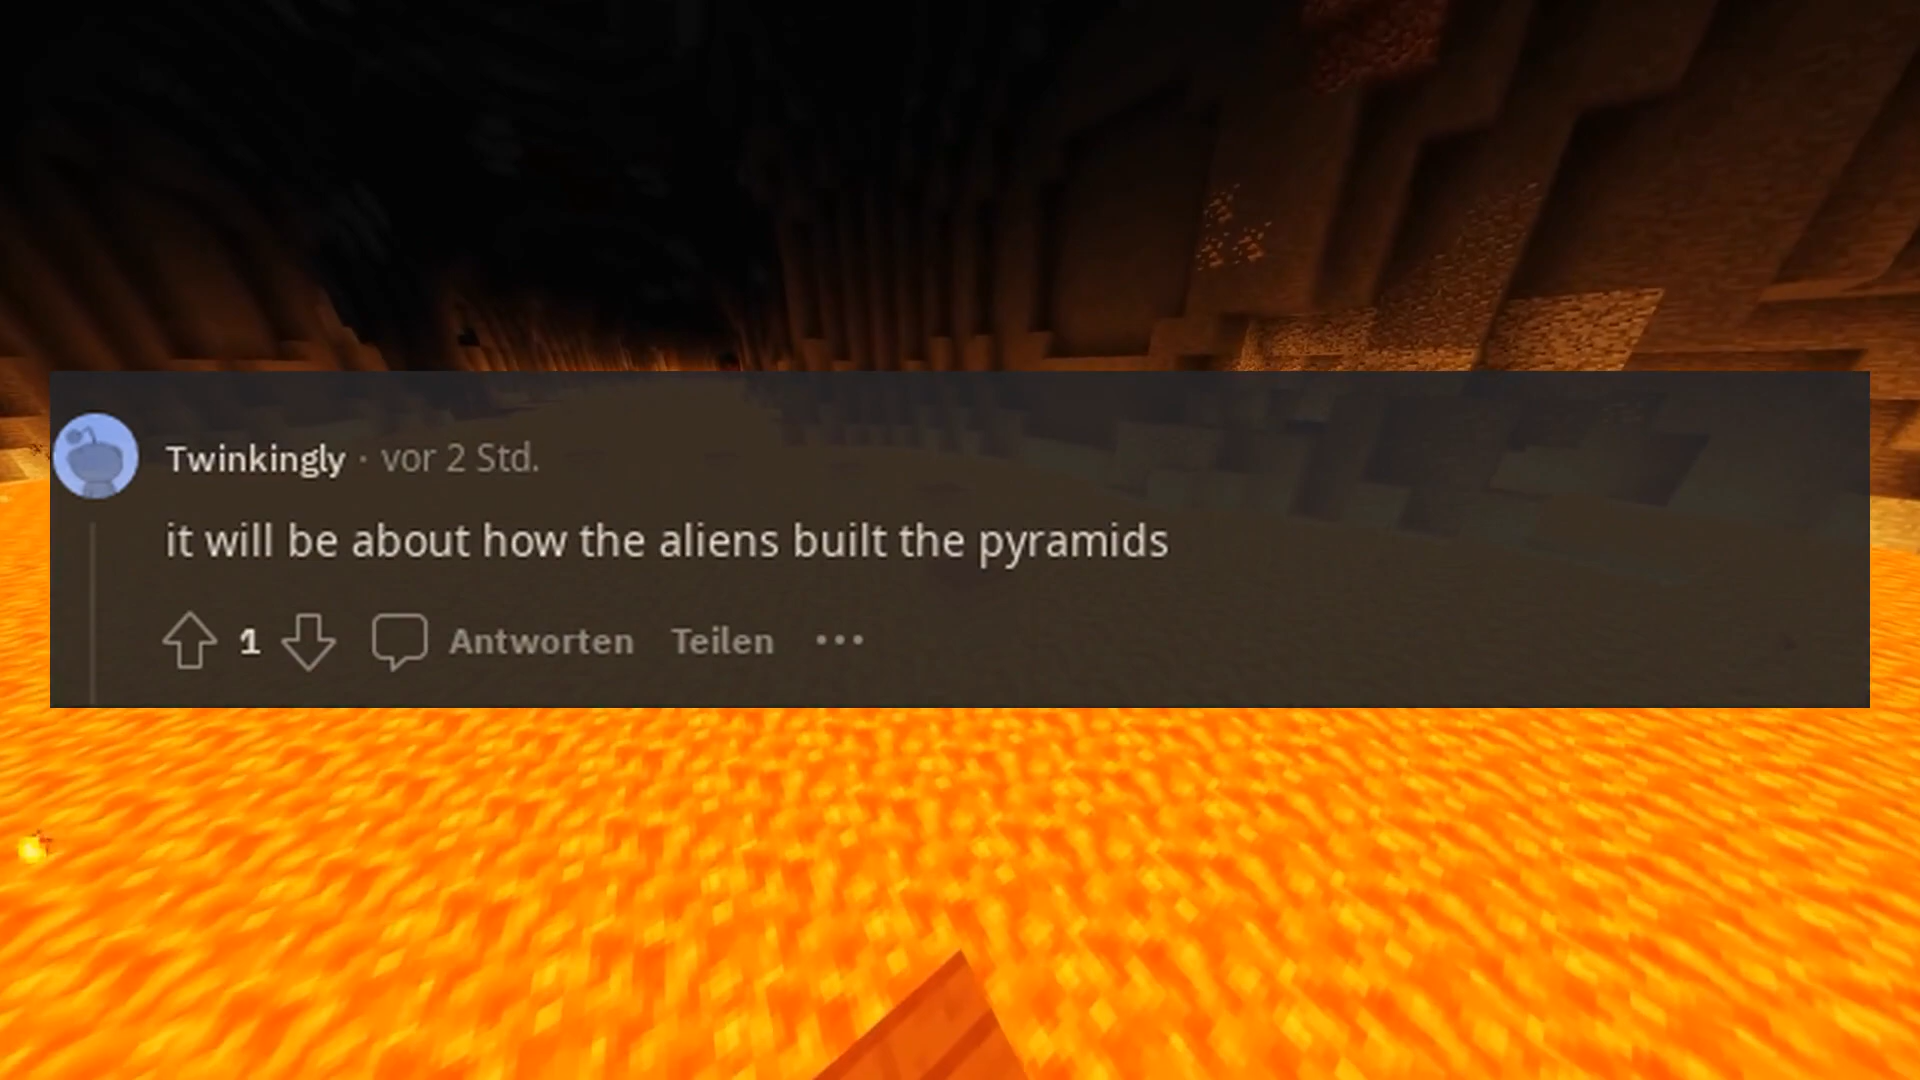 Twinkingly · vor 2 Std.
it will be about how the aliens built the pyramids
1 Antworten Teilen •••